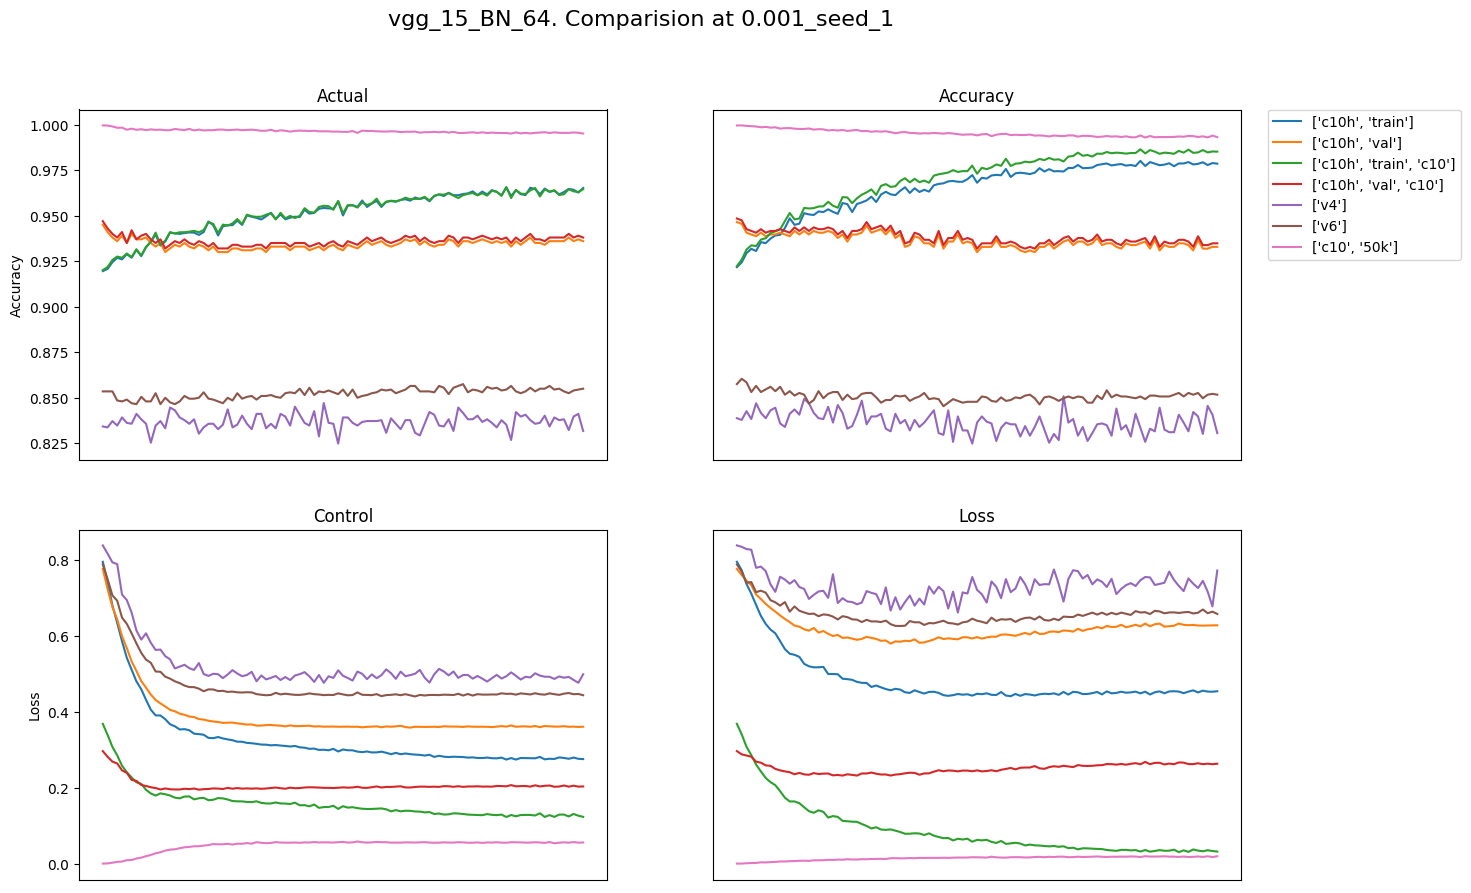 vgg_15_BN_64. Comparision at 0.001_seed_1
Actual
Accuracy
1.000
0.975
0.950
0.925
0.900
0.875
0.850
0.825
Accuracy
['c10h', 'train']
['c10h', 'val']
['c10h', 'train', 'c10']
['c10h', 'val', 'c10']
['v4']
['v6']
['c10', '50k']
Control
Loss
0.8
0.6
0.4
0.2
0.0
Loss